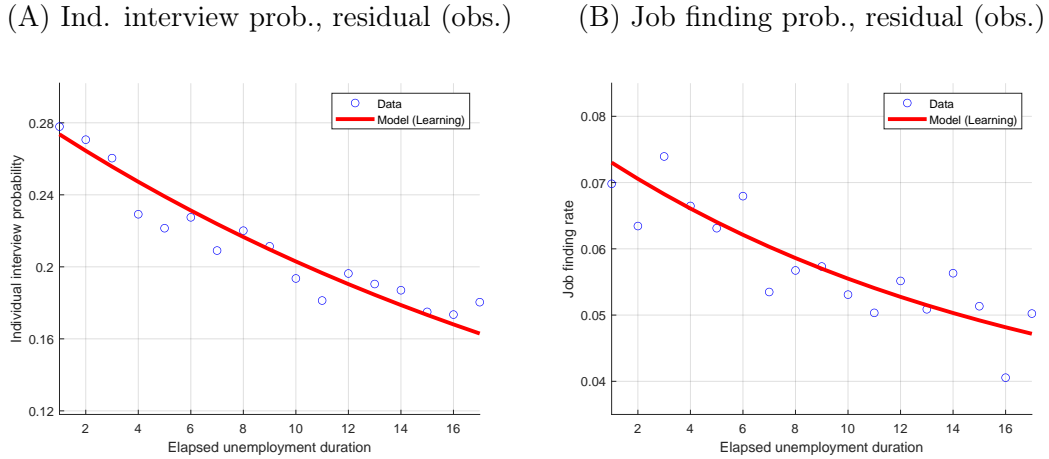 (A) Ind. interview prob., residual (obs.)
Individual interview probability
0.28
0.24
0.2
0.16
0.12
2 4 6 8 10 12 14 16
Elapsed unemployment duration
Data
Model (Learning)
(B) Job finding prob., residual (obs.)
Job finding rate
0.08
0.07
0.06
0.05
0.04
2 4 6 8 10 12 14 16
Elapsed unemployment duration
Data
Model (Learning)